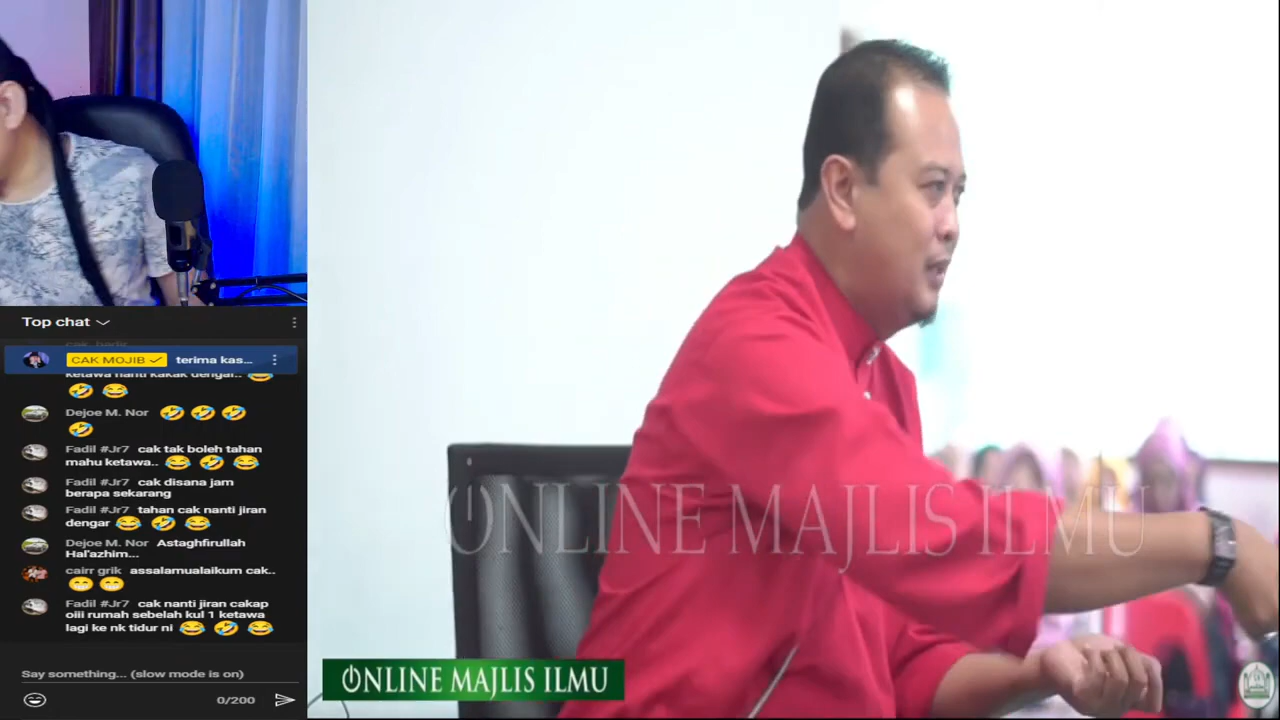 Top chat
cak hadir
CAK MOJIB terima kas...
ketawa nanti kakak dengar.. 😂
🤣 😂
Dejoe M. Nor 🤣 🤣 🤣
🤣
Fadil #Jr7 cak tak boleh tahan
mahu ketawa.. 😂 🤣 😂
Fadil #Jr7 cak disana jam
berapa sekarang
Fadil #Jr7 tahan cak nanti jiran
dengar 😂 🤣 😂
Dejoe M. Nor Astaghfirullah
Hal'azhim...
cairr grik assalamualaikum cak..
😁 😁
Fadil #Jr7 cak nanti jiran cakap
oiii rumah sebelah kul 1 ketawa
lagi ke nk tidur ni 😂 🤣 😂
Say something... (slow mode is on)
0/200
ONLINE MAJLIS ILMU
ONLINE MAJLIS ILMU